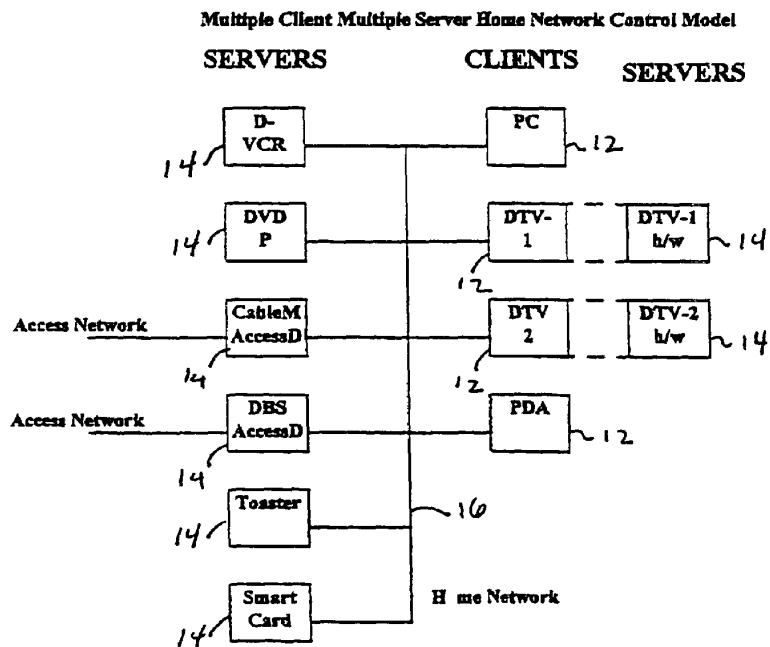 Multiple Client Multiple Server Home Network Control Model
SERVERS
CLIENTS
SERVERS
D-
VCR
14
PC
12
DVD
P
14
DTV-
1
12
DTV-1
h/w
14
Access Network
CableM
AccessD
14
DTV
2
12
DTV-2
h/w
14
Access Network
DBS
AccessD
14
PDA
12
Toaster
14
16
Smart
Card
14
H me Network